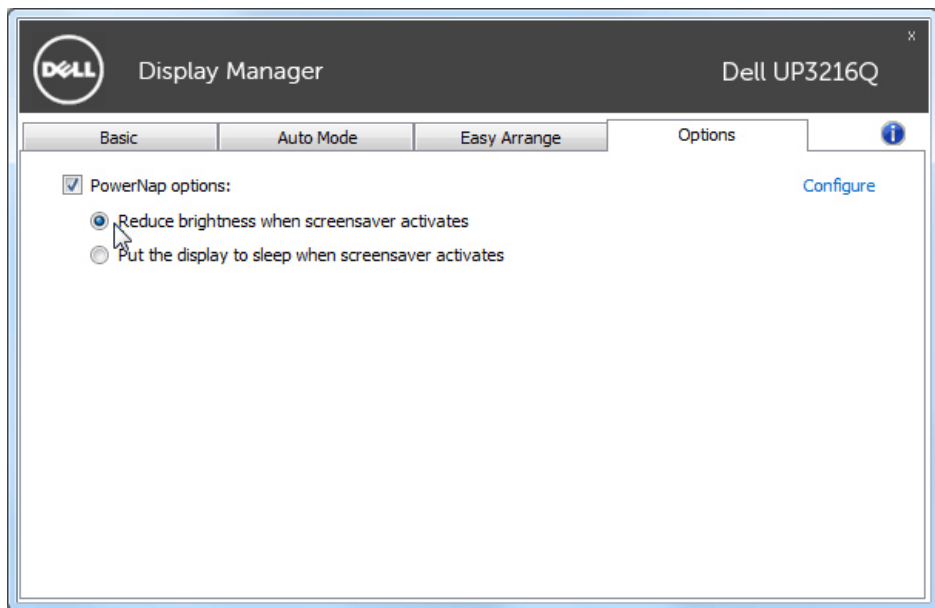 x
DELL Display Manager Dell UP3216Q
Basic Auto Mode Easy Arrange Options i
PowerNap options: Configure
Reduce brightness when screensaver activates
Put the display to sleep when screensaver activates